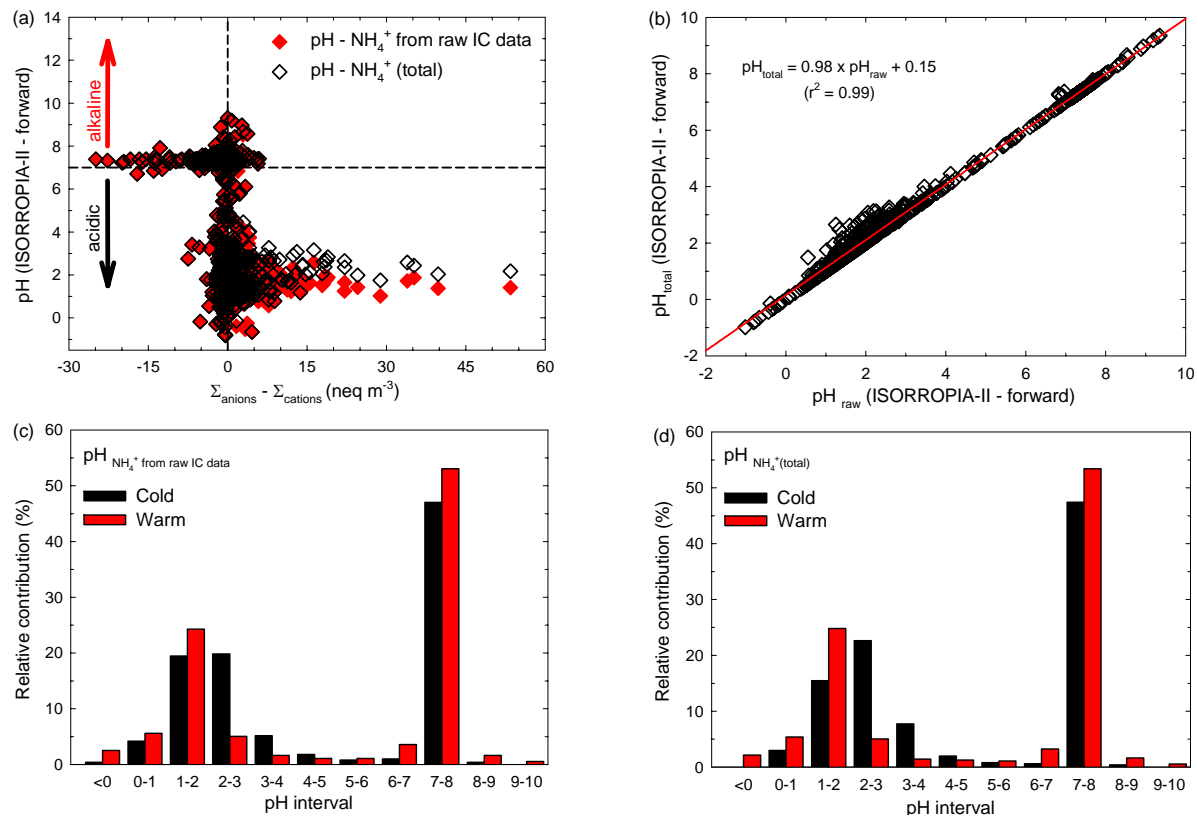 (a)
14
12
10
8
6
4
2
0
pH (ISORROPIA-II - forward)
alkaline
acidic
pH - NH4+ from raw IC data
pH - NH4+ (total)
-30 -15 0 15 30 45 60
Σanions - Σcations (neq m-3)
(b)
10
8
6
4
2
0
-2
pHtotal (ISORROPIA-II - forward)
pHtotal = 0.98 x pHraw + 0.15
(r2 = 0.99)
-2 0 2 4 6 8 10
pH raw (ISORROPIA-II - forward)
(c)
60
50
40
30
20
10
0
Relative contribution (%)
pH NH4+ from raw IC data
Cold
Warm
<0 0-1 1-2 2-3 3-4 4-5 5-6 6-7 7-8 8-9 9-10
pH interval
(d)
60
50
40
30
20
10
0
Relative contribution (%)
pH NH4+(total)
Cold
Warm
<0 0-1 1-2 2-3 3-4 4-5 5-6 6-7 7-8 8-9 9-10
pH interval